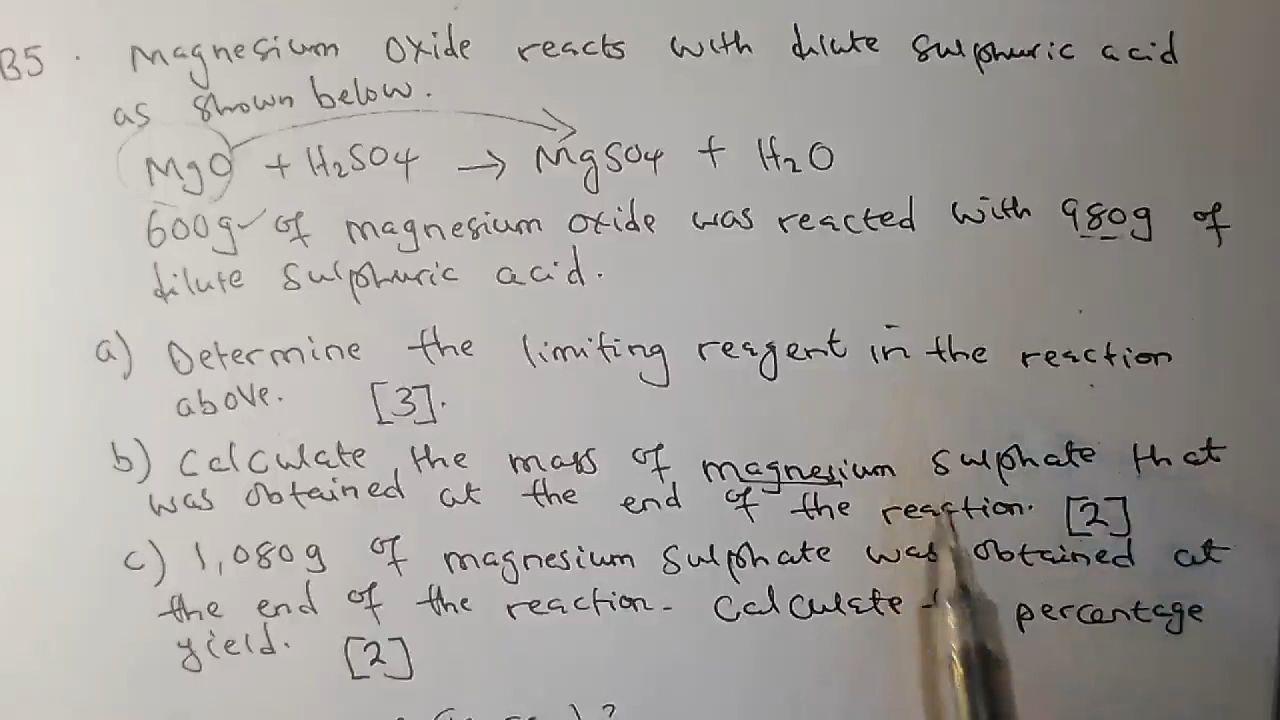 B5. Magnesium Oxide reacts with dilute sulphuric acid
as shown below.
MgO + H2SO4 → MgSO4 + H2O
600g of magnesium oxide was reacted with 980g of
dilute sulphuric acid.
a) Determine the limiting reagent in the reaction
above. [3].
b) Calculate the mass of magnesium sulphate that
was obtained at the end of the reaction. [2]
c) 1,080g of magnesium sulphate was obtained at
the end of the reaction. Calculate percentage
yield. [2]